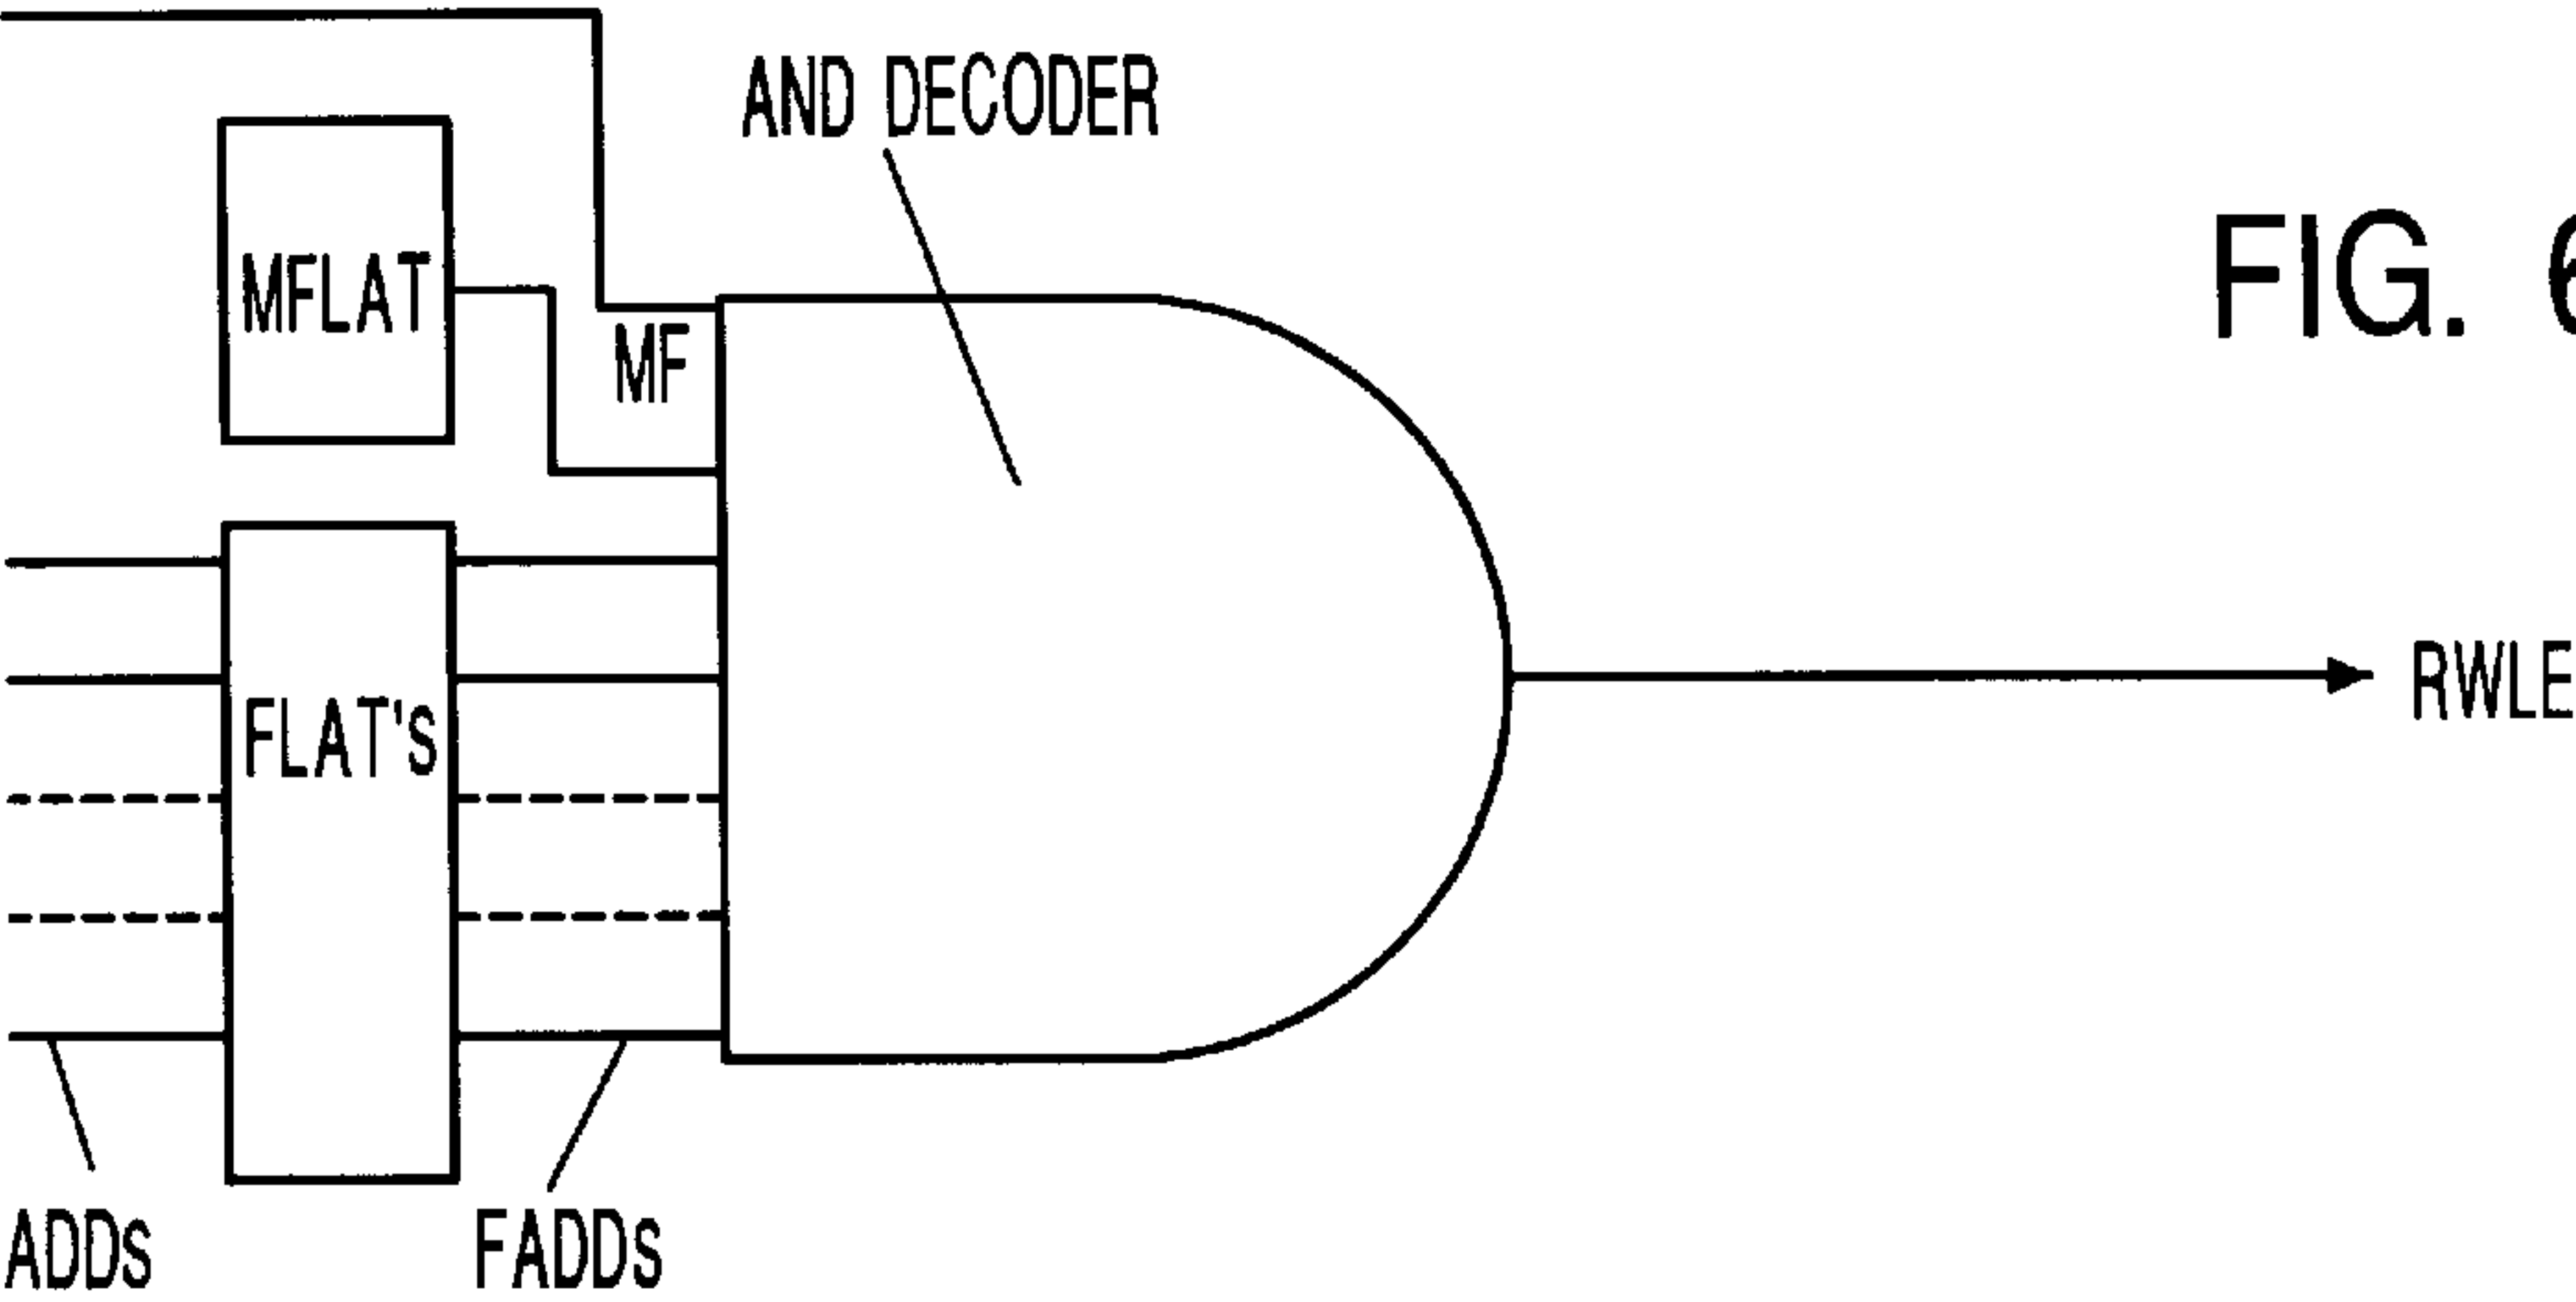 AND DECODER
FIG. 6
MFLAT
MF
RWLE
FLAT's
ADDs
FADDs